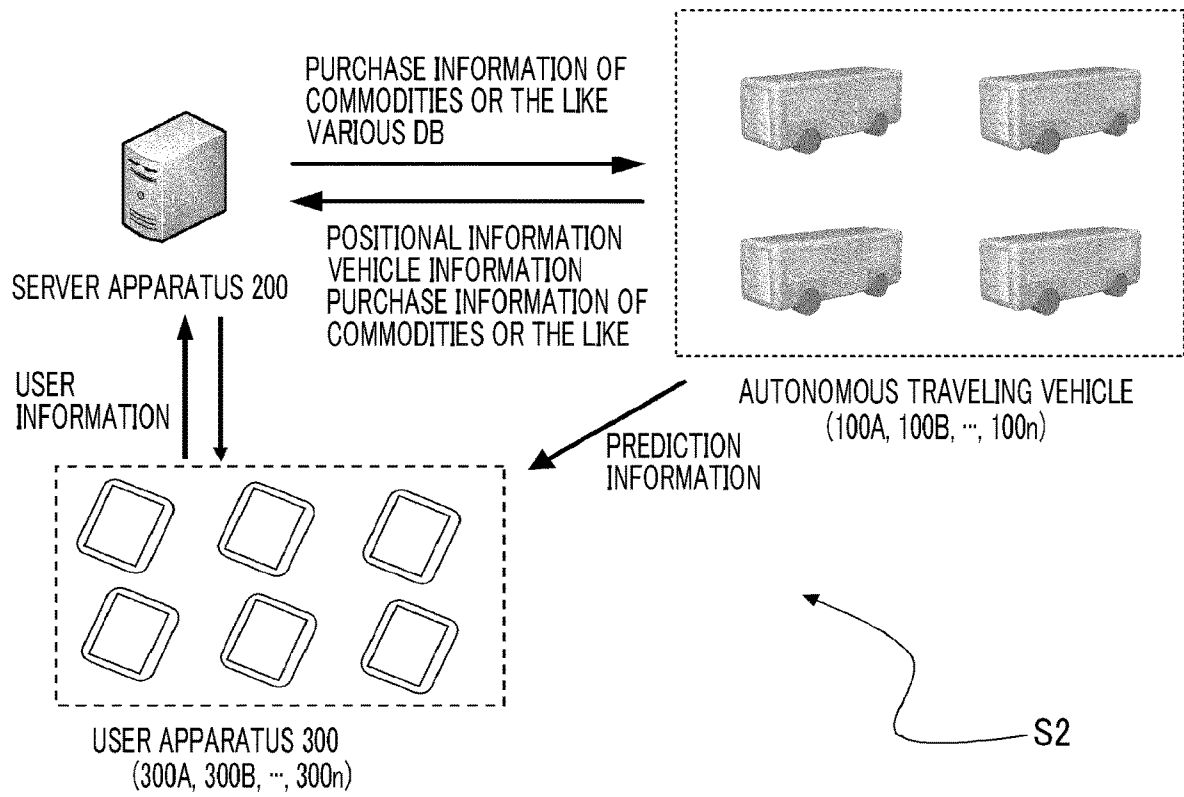 PURCHASE INFORMATION OF
COMMODITIES OR THE LIKE
VARIOUS DB
POSITIONAL INFORMATION
VEHICLE INFORMATION
PURCHASE INFORMATION OF
COMMODITIES OR THE LIKE
SERVER APPARATUS 200
USER
INFORMATION
AUTONOMOUS TRAVELING VEHICLE
(100A, 100B, ···, 100n)
PREDICTION
INFORMATION
USER APPARATUS 300
(300A, 300B, ···, 300n)
S2